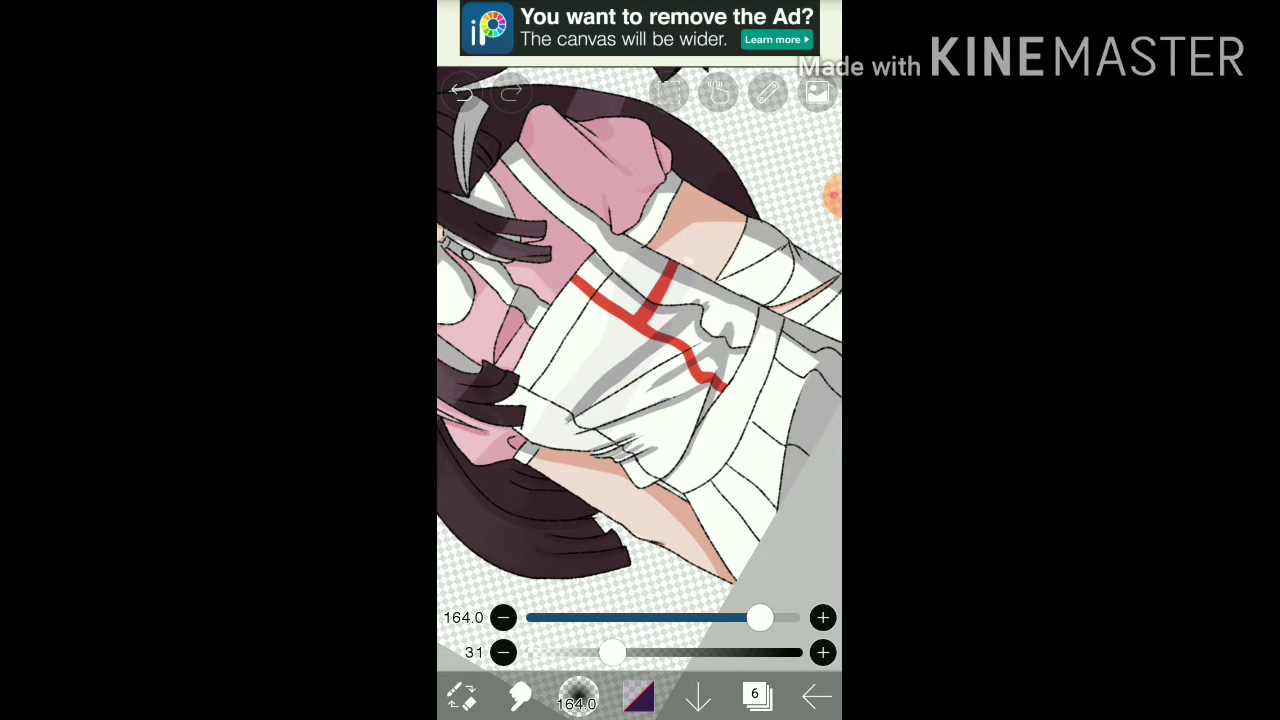 iP
You want to remove the Ad?
The canvas will be wider.
Learn more
Made with KINEMASTER
164.0
31
164.0
6